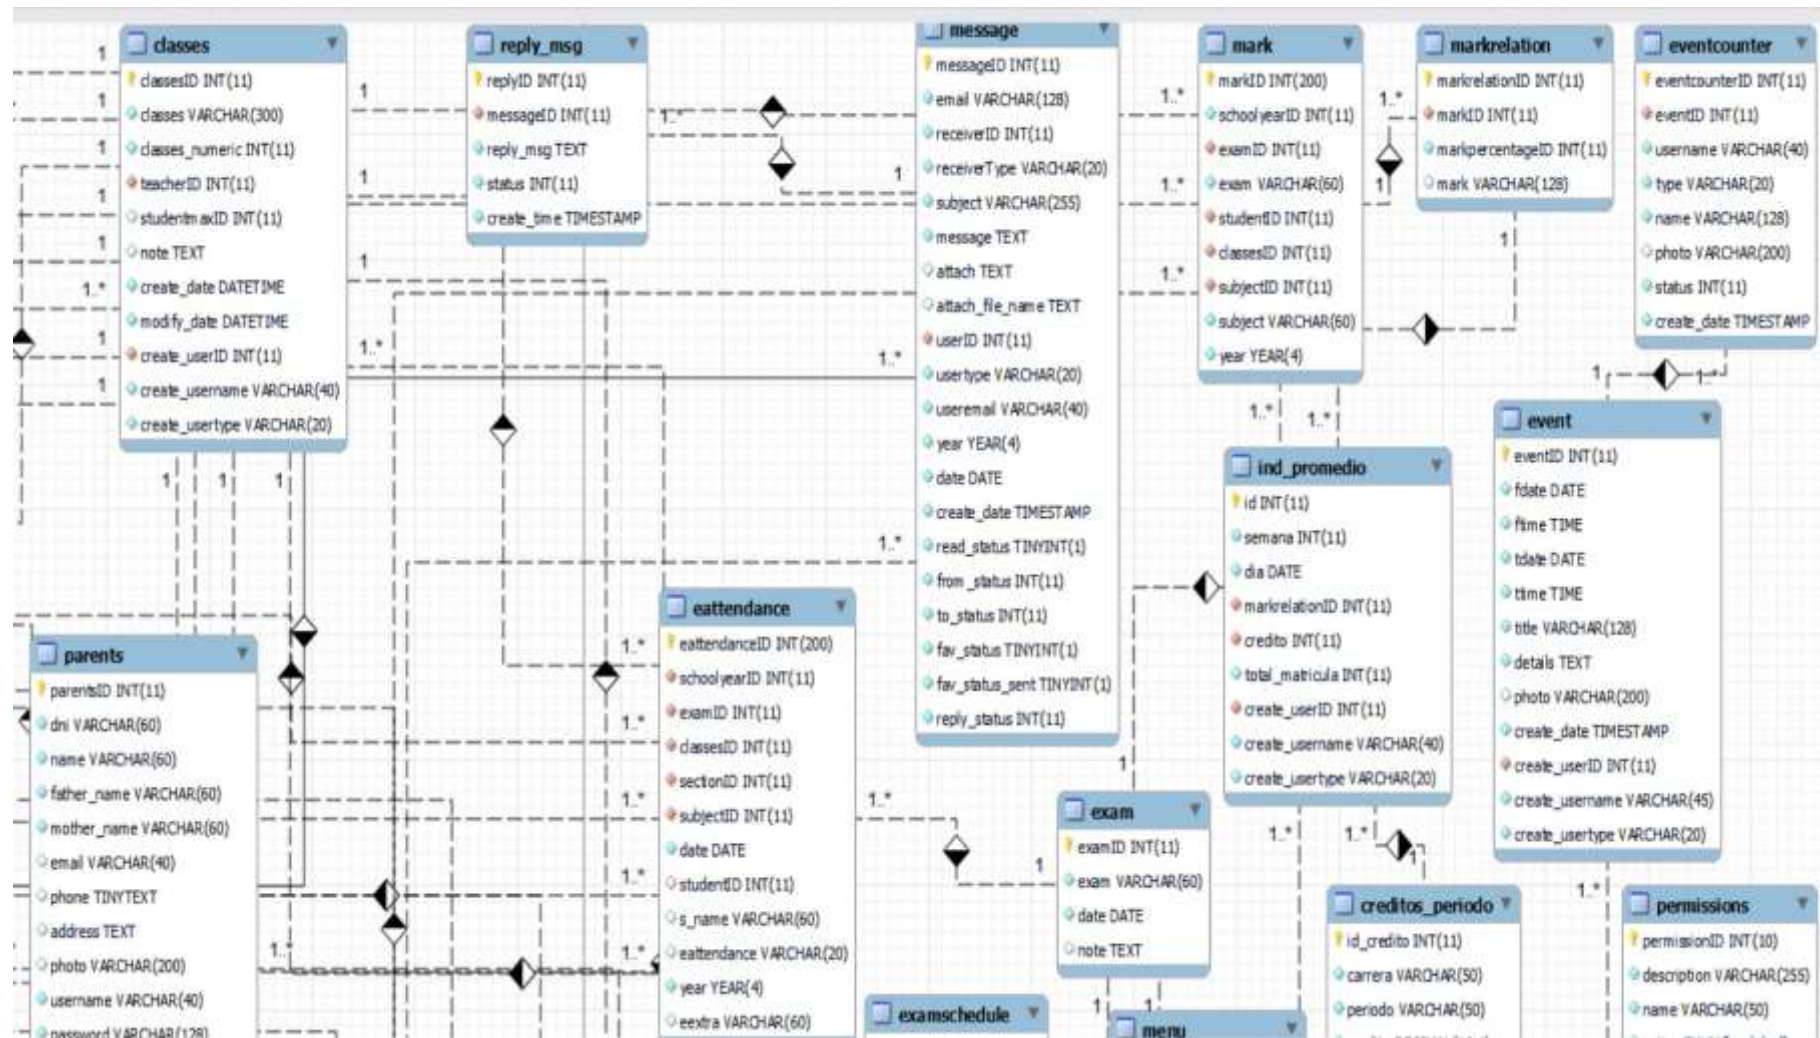 classes
classesID INT(11)
classes VARCHAR(300)
classes_numeric INT(11)
teacherID INT(11)
studentmaxID INT(11)
note TEXT
create_date DATETIME
modify_date DATETIME
create_userID INT(11)
create_username VARCHAR(40)
create_usertype VARCHAR(20)
reply_msg
replyID INT(11)
messageID INT(11)
reply_msg TEXT
status INT(11)
create_time TIMESTAMP
message
messageID INT(11)
email VARCHAR(128)
receiverID INT(11)
receiverType VARCHAR(20)
subject VARCHAR(255)
message TEXT
attach TEXT
attach_file_name TEXT
userID INT(11)
usertype VARCHAR(20)
useremail VARCHAR(40)
year YEAR(4)
date DATE
create_date TIMESTAMP
read_status TINYINT(1)
from_status INT(11)
to_status INT(11)
fav_status TINYINT(1)
fav_status_sent TINYINT(1)
reply_status INT(11)
mark
markID INT(200)
schoolyearID INT(11)
examID INT(11)
exam VARCHAR(60)
studentID INT(11)
classesID INT(11)
subjectID INT(11)
subject VARCHAR(60)
year YEAR(4)
markrelation
markrelationID INT(11)
markID INT(11)
markpercentageID INT(11)
mark VARCHAR(128)
eventcounter
eventcounterID INT(11)
eventID INT(11)
username VARCHAR(40)
type VARCHAR(20)
name VARCHAR(128)
photo VARCHAR(200)
status INT(11)
create_date TIMESTAMP
ind_promedio
id INT(11)
semana INT(11)
dia DATE
markrelationID INT(11)
credito INT(11)
total_matricula INT(11)
create_userID INT(11)
create_username VARCHAR(40)
create_usertype VARCHAR(20)
event
eventID INT(11)
fdate DATE
ftime TIME
tdate DATE
ttime TIME
title VARCHAR(128)
details TEXT
photo VARCHAR(200)
create_date TIMESTAMP
create_userID INT(11)
create_username VARCHAR(45)
create_usertype VARCHAR(20)
parents
parentsID INT(11)
dni VARCHAR(60)
name VARCHAR(60)
father_name VARCHAR(60)
mother_name VARCHAR(60)
email VARCHAR(40)
phone TINYTEXT
address TEXT
photo VARCHAR(200)
username VARCHAR(40)
password VARCHAR(128)
eattendance
eattendanceID INT(200)
schoolyearID INT(11)
examID INT(11)
classesID INT(11)
sectionID INT(11)
subjectID INT(11)
date DATE
studentID INT(11)
s_name VARCHAR(60)
eattendance VARCHAR(20)
year YEAR(4)
eextra VARCHAR(60)
exam
examID INT(11)
exam VARCHAR(60)
date DATE
note TEXT
examschedule
menu
creditos_periodo
id_credito INT(11)
carrera VARCHAR(50)
periodo VARCHAR(50)
permissions
permissionID INT(10)
description VARCHAR(255)
name VARCHAR(50)